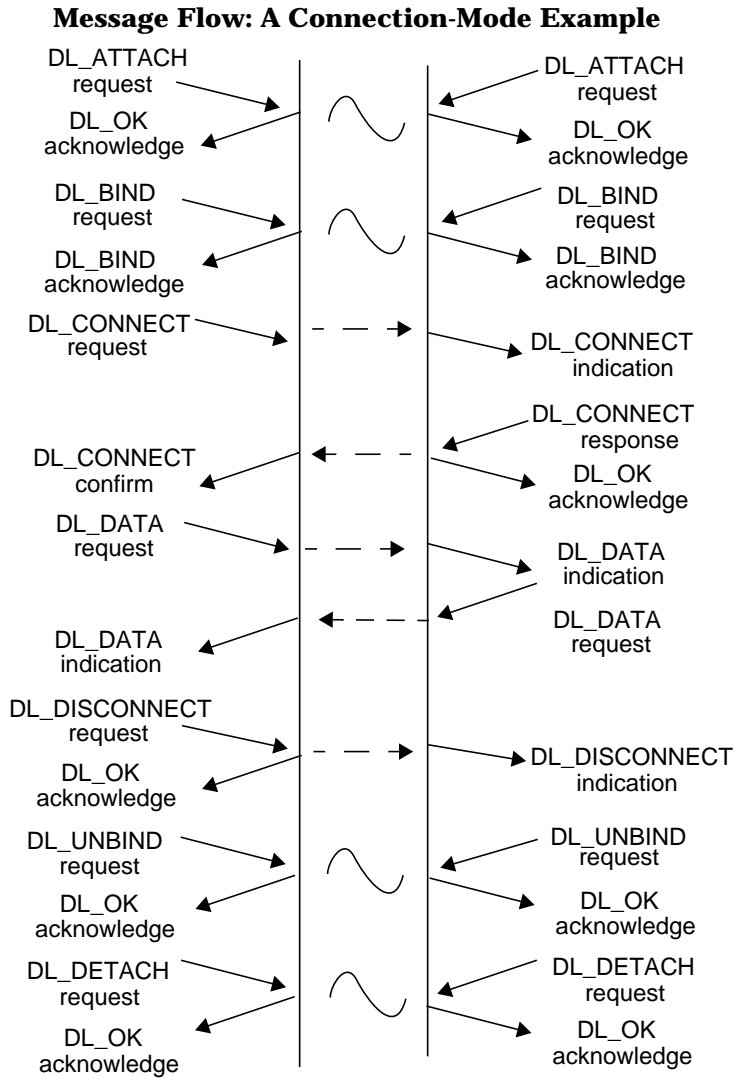 Message Flow: A Connection-Mode Example
DL_ATTACH
request
DL_ATTACH
request
DL_OK
acknowledge
DL_OK
acknowledge
DL_BIND
request
DL_BIND
request
DL_BIND
acknowledge
DL_BIND
acknowledge
DL_CONNECT
request
DL_CONNECT
indication
DL_CONNECT
response
DL_CONNECT
confirm
DL_OK
acknowledge
DL_DATA
request
DL_DATA
indication
DL_DATA
request
DL_DATA
indication
DL_DISCONNECT
request
DL_DISCONNECT
indication
DL_OK
acknowledge
DL_UNBIND
request
DL_UNBIND
request
DL_OK
acknowledge
DL_OK
acknowledge
DL_DETACH
request
DL_DETACH
request
DL_OK
acknowledge
DL_OK
acknowledge